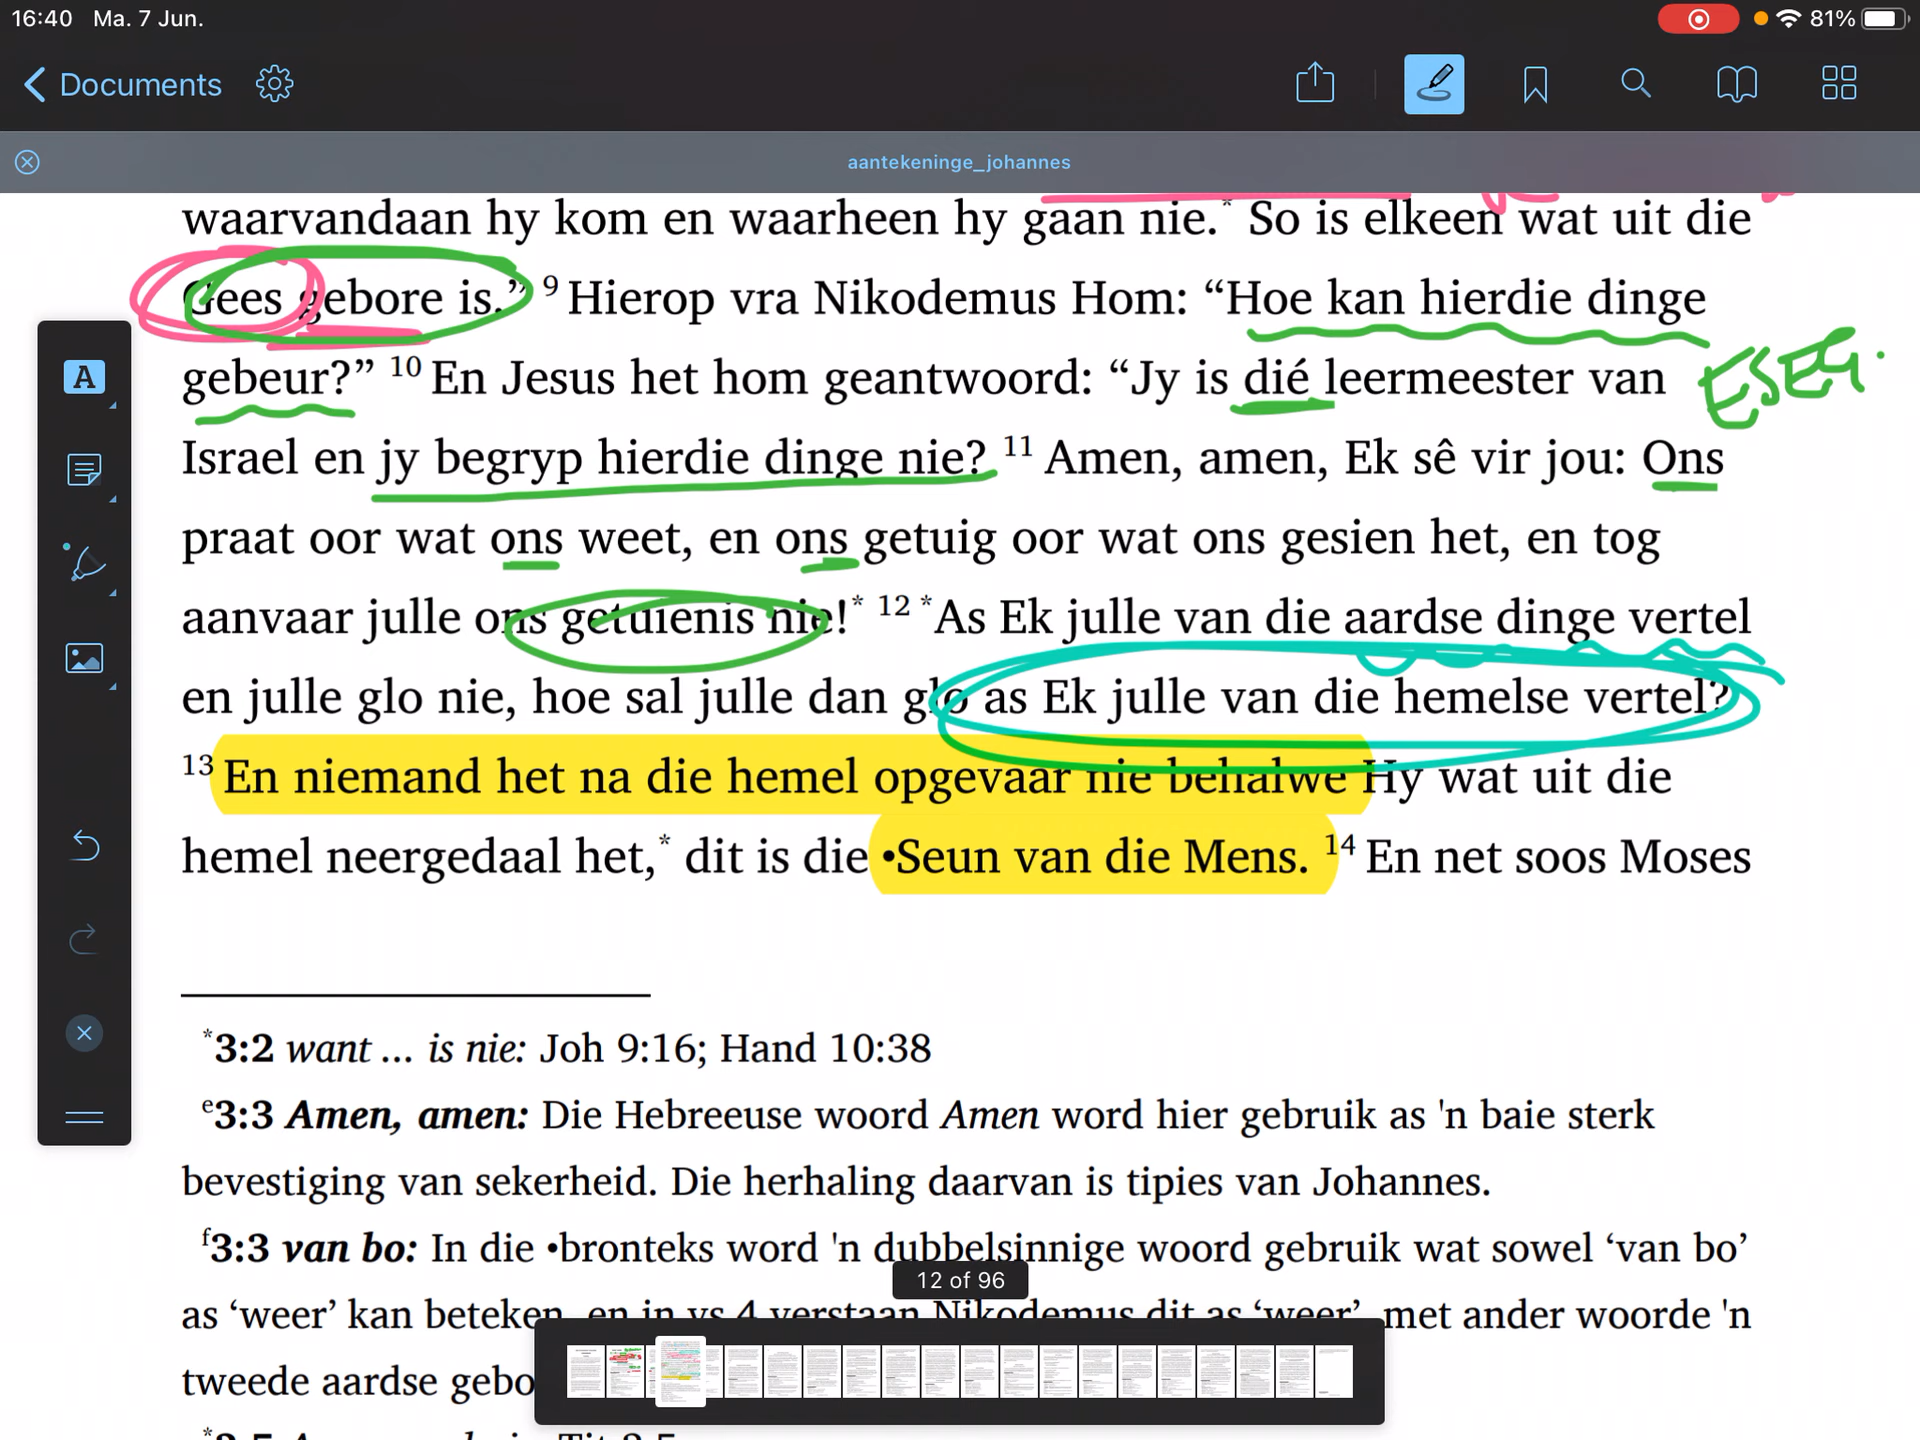 16:40 Ma. 7 Jun. 81%
Documents
aantekeninge_johannes
waarvandaan hy kom en waarheen hy gaan nie.* So is elkeen wat uit die
Gees gebore is.” 9 Hierop vra Nikodemus Hom: “Hoe kan hierdie dinge
gebeur?” 10 En Jesus het hom geantwoord: “Jy is dié leermeester van
ESEG.
Israel en jy begryp hierdie dinge nie? 11 Amen, amen, Ek sê vir jou: Ons
praat oor wat ons weet, en ons getuig oor wat ons gesien het, en tog
aanvaar julle ons getuienis nie!* 12 *As Ek julle van die aardse dinge vertel
en julle glo nie, hoe sal julle dan glo as Ek julle van die hemelse vertel?
13 En niemand het na die hemel opgevaar nie behalwe Hy wat uit die
hemel neergedaal het,* dit is die •Seun van die Mens. 14 En net soos Moses
*3:2 want ... is nie: Joh 9:16; Hand 10:38
e3:3 Amen, amen: Die Hebreeuse woord Amen word hier gebruik as 'n baie sterk
bevestiging van sekerheid. Die herhaling daarvan is tipies van Johannes.
f3:3 van bo: In die •bronteks word 'n dubbelsinnige woord gebruik wat sowel ‘van bo’
12 of 96
as ‘weer’ kan beteken, en in vs 4 verstaan Nikodemus dit as ‘weer’, met ander woorde 'n
tweede aardse gebo